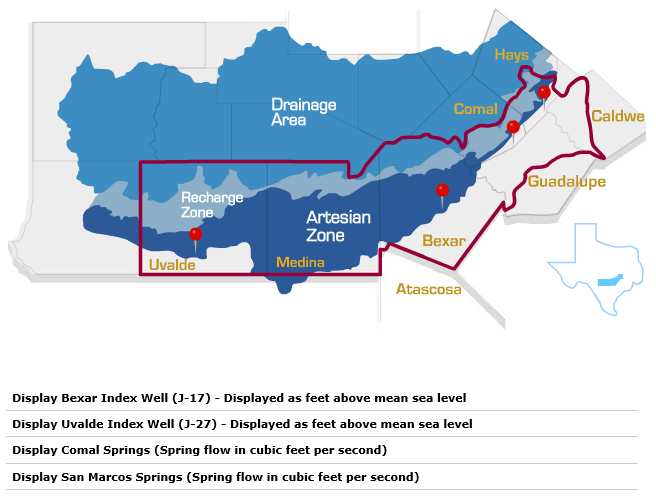 Hays
Drainage
Area
Comal
Caldwe
Guadalupe
Recharge
Zone
Artesian
Zone
Bexar
Uvalde
Medina
Atascosa
Display Bexar Index Well (J-17) - Displayed as feet above mean sea level
Display Uvalde Index Well (J-27) - Displayed as feet above mean sea level
Display Comal Springs (Spring flow in cubic feet per second)
Display San Marcos Springs (Spring flow in cubic feet per second)